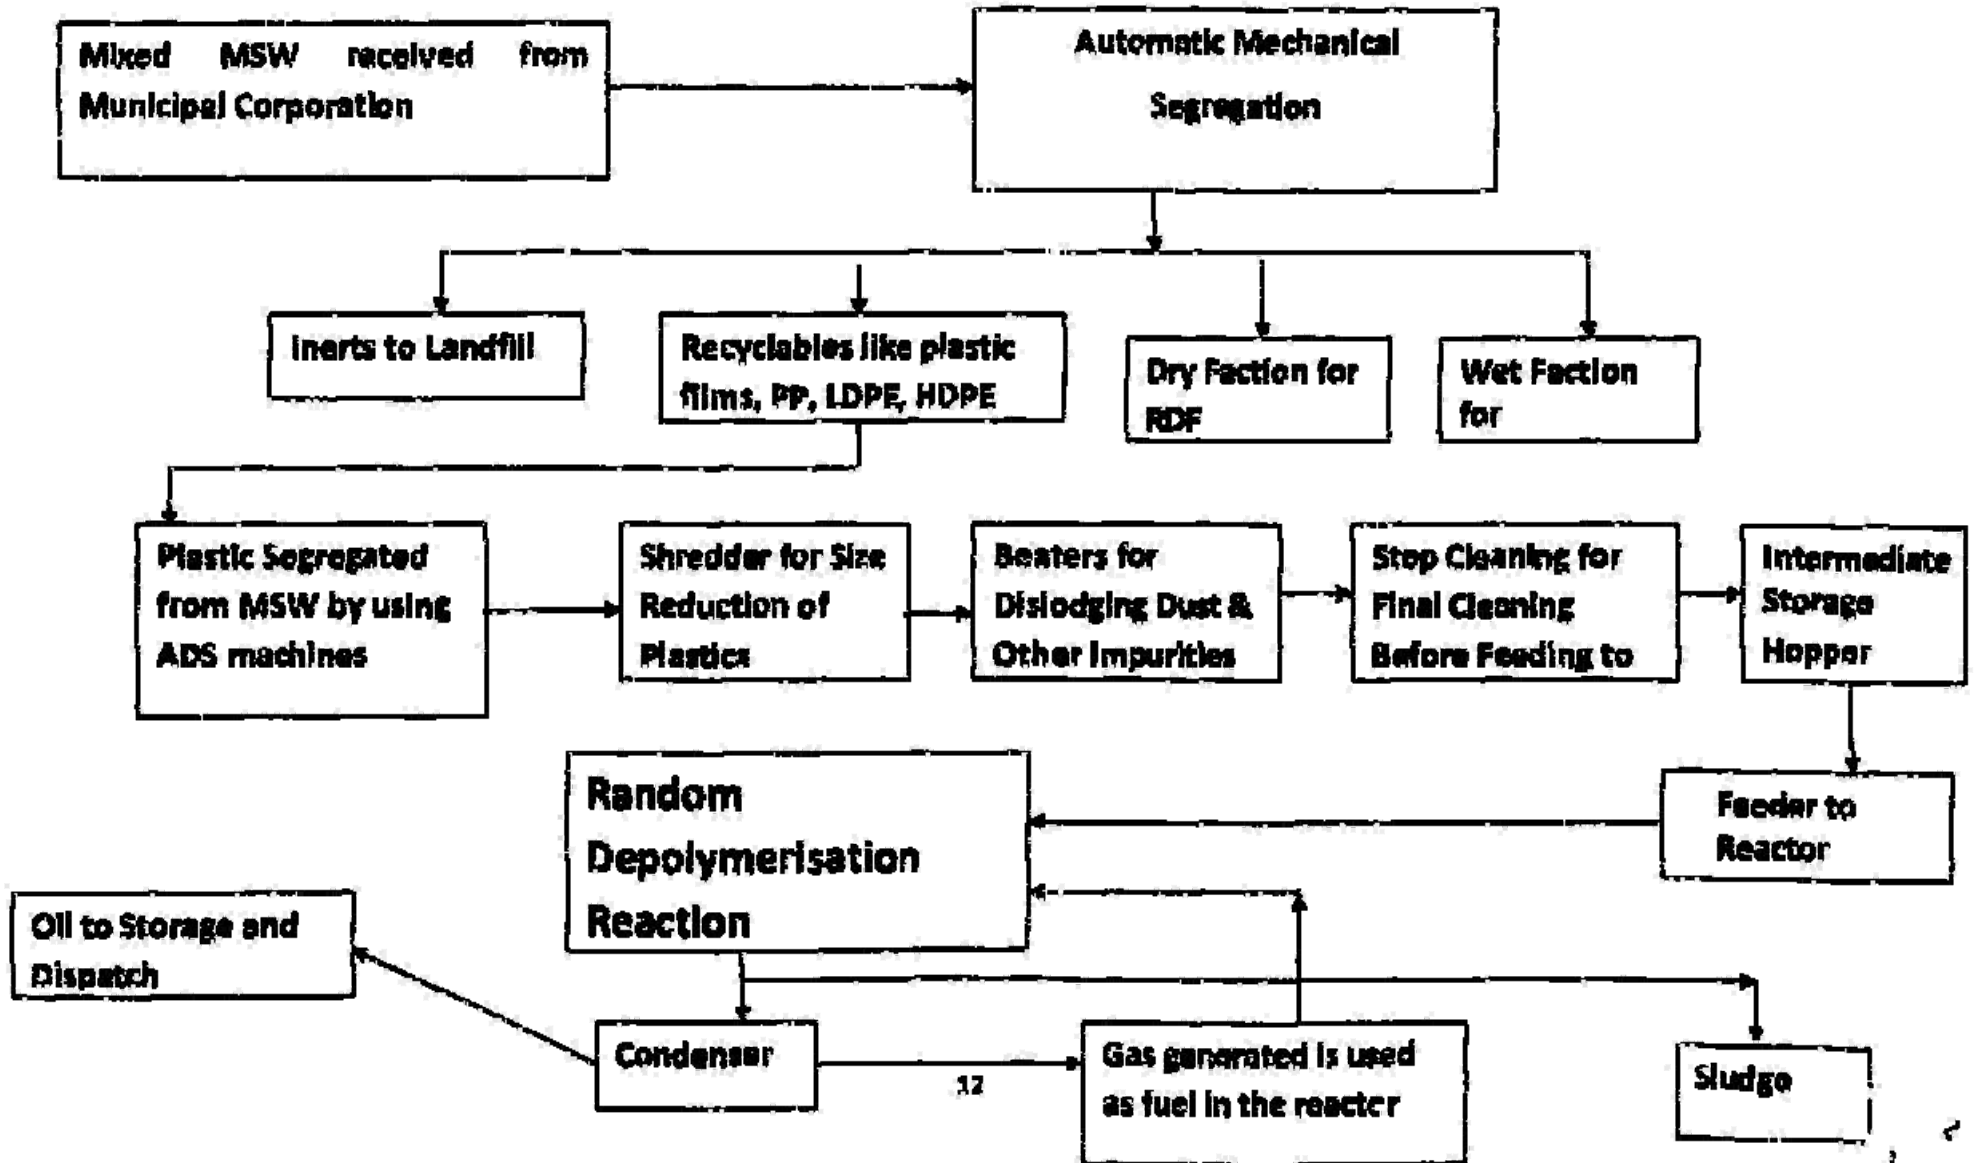 Mixed MSW received from
Municipal Corporation
Automatic Mechanical
Segregation
Inerts to Landfill
Recyclables like plastic
films, PP, LDPE, HDPE
Dry Faction for
RDF
Wet Faction
for
Plastic Segregated
from MSW by using
ADS machines
Shredder for Size
Reduction of
Plastics
Beaters for
Dislodging Dust &
Other Impurities
Stop Cleaning for
Final Cleaning
Before Feeding to
Intermediate
Storage
Hopper
Feeder to
Reactor
Random
Depolymerisation
Reaction
Oil to Storage and
Dispatch
Condenser
12
Gas generated is used
as fuel in the reactor
Sludge